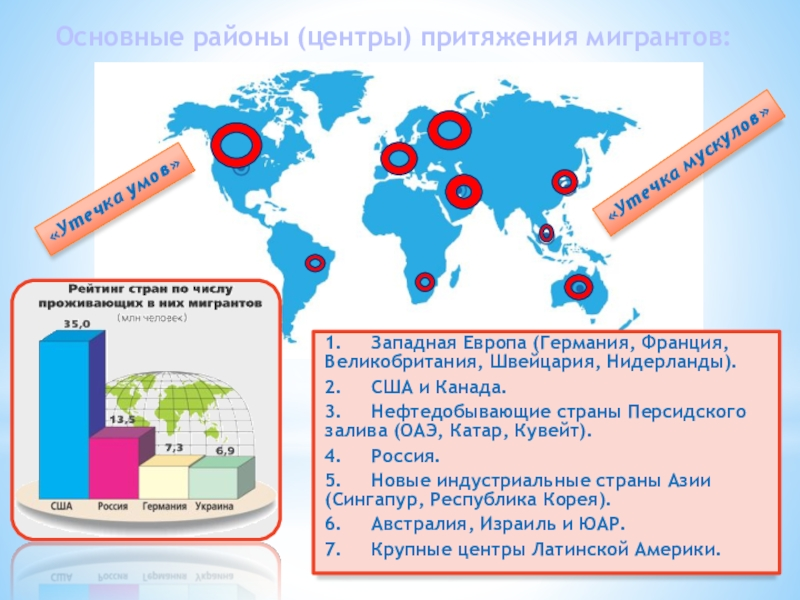 Основные районы (центры) притяжения мигрантов:
«Утечка умов»
«Утечка мускулов»
Рейтинг стран по числу
проживающих в них мигрантов
(млн человек)
35,0
13,5
7,3
6,9
США Россия Германия Украина
1. Западная Европа (Германия, Франция,
Великобритания, Швейцария, Нидерланды).
2. США и Канада.
3. Нефтедобывающие страны Персидского
залива (ОАЭ, Катар, Кувейт).
4. Россия.
5. Новые индустриальные страны Азии
(Сингапур, Республика Корея).
6. Австралия, Израиль и ЮАР.
7. Крупные центры Латинской Америки.